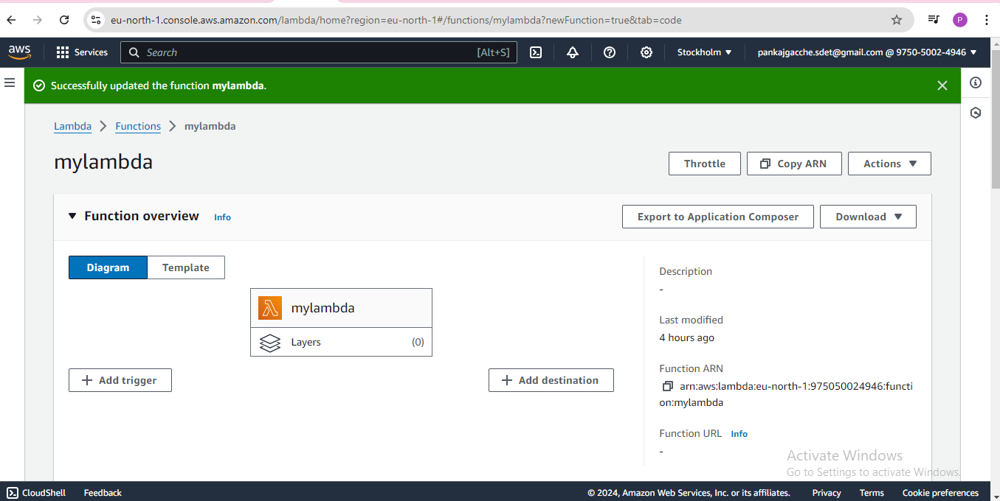 eu-north-1.console.aws.amazon.com/lambda/home?region=eu-north-1#/functions/mylambda?newFunction=true&tab=code
P
aws
Services
Search
[Alt+S]
Stockholm
pankajgacche.sdet@gmail.com @ 9750-5002-4946
Successfully updated the function mylambda.
Lambda
Functions
mylambda
mylambda
Throttle
Copy ARN
Actions
Function overview
Info
Export to Application Composer
Download
Diagram
Template
mylambda
Layers
(0)
Add trigger
Add destination
Description
-
Last modified
4 hours ago
Function ARN
arn:aws:lambda:eu-north-1:975050024946:functi
on:mylambda
Function URL Info
-
Activate Windows
Go to Settings to activate Windows.
CloudShell
Feedback
© 2024, Amazon Web Services, Inc. or its affiliates.
Privacy
Terms
Cookie preferences